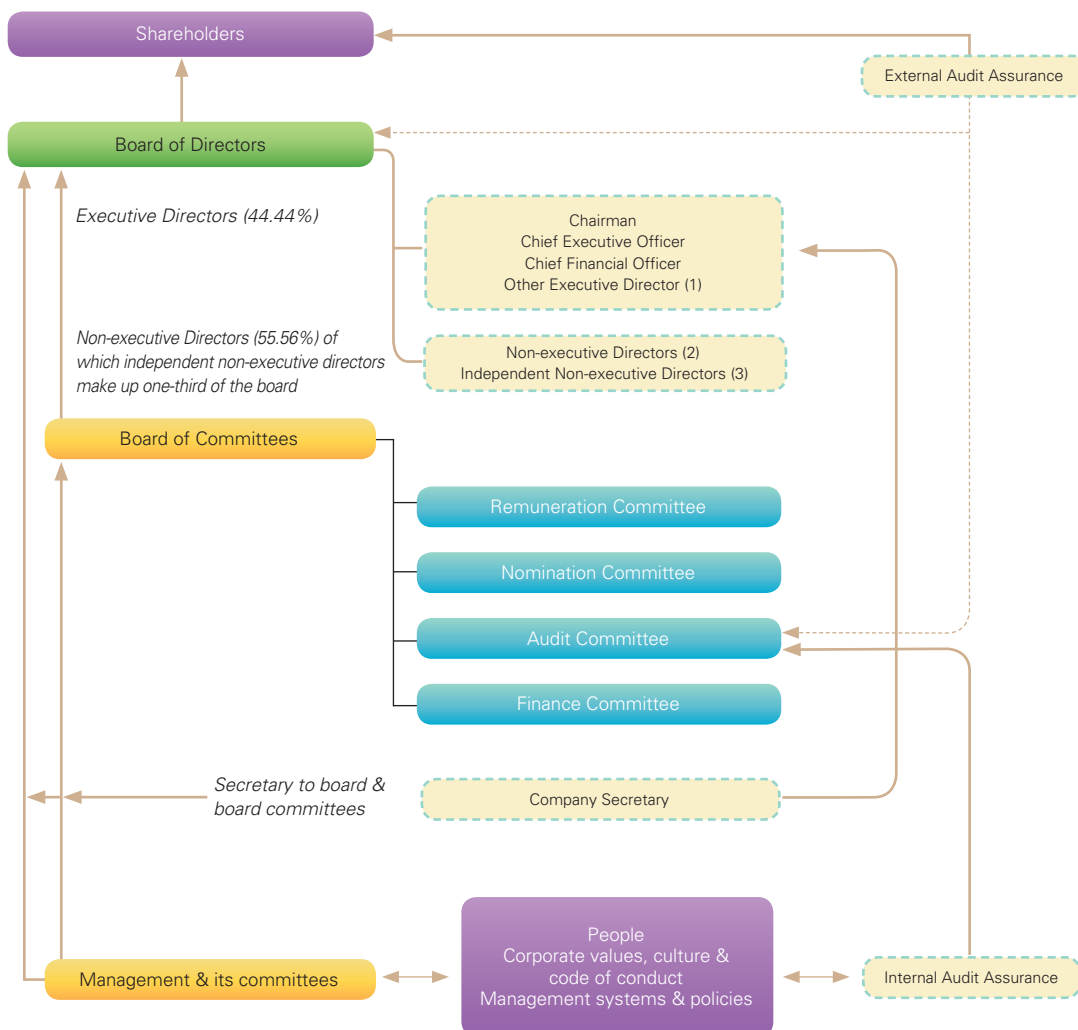 Shareholders
External Audit Assurance
Board of Directors
Executive Directors (44.44%)
Chairman
Chief Executive Officer
Chief Financial Officer
Other Executive Director (1)
Non-executive Directors (55.56%) of
which independent non-executive directors
make up one-third of the board
Non-executive Directors (2)
Independent Non-executive Directors (3)
Board of Committees
Remuneration Committee
Nomination Committee
Audit Committee
Finance Committee
Secretary to board &
board committees
Company Secretary
People
Corporate values, culture &
code of conduct
Management systems & policies
Management & its committees
Internal Audit Assurance